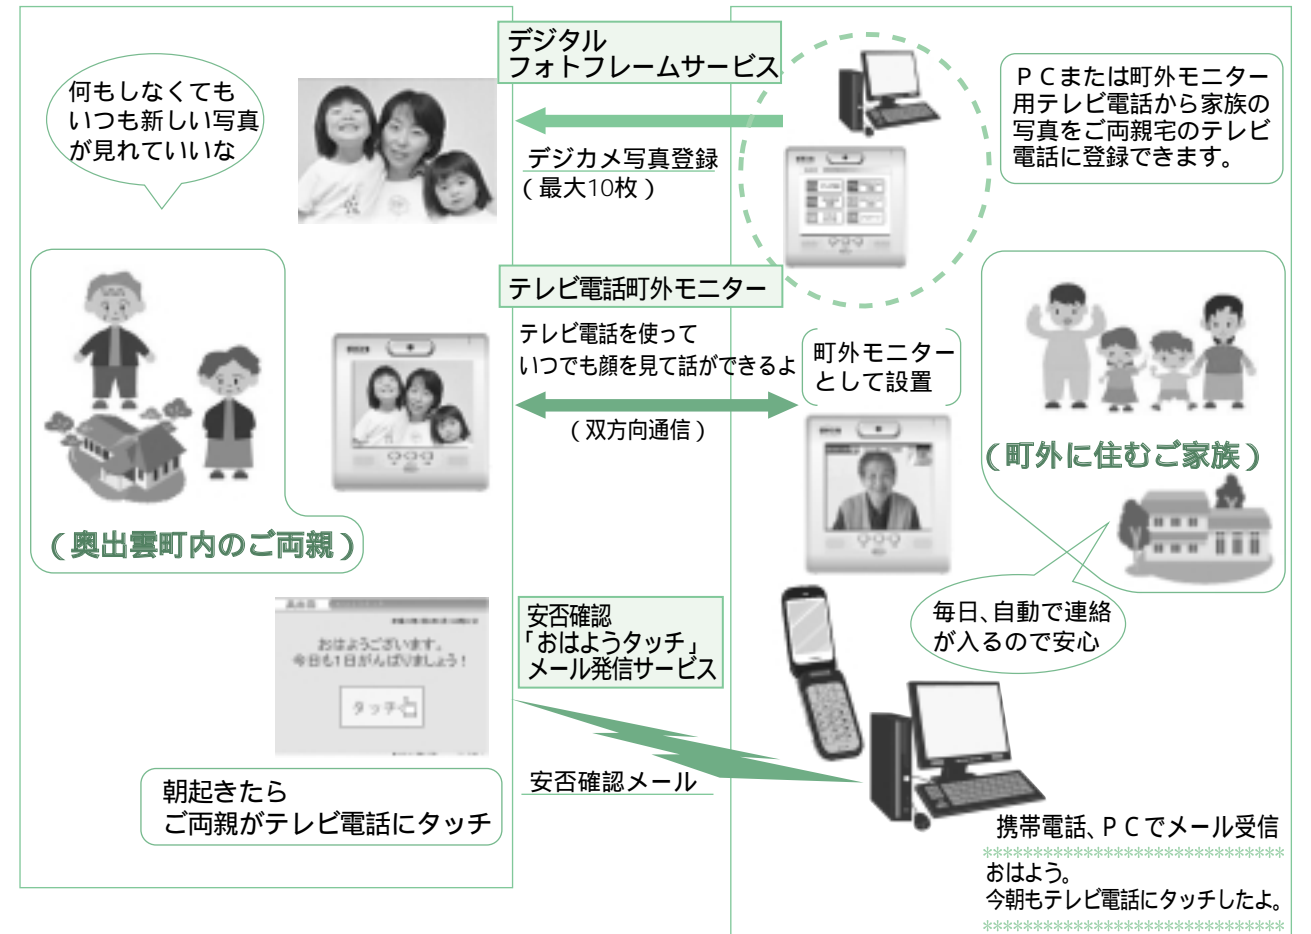 デジタル
フォトフレームサービス
何もしなくても
いつも新しい写真
が見れていいな
デジカメ写真登録
(最大10枚)
PCまたは町外モニター
用テレビ電話から家族の
写真をご両親宅のテレビ
電話に登録できます。
テレビ電話町外モニター
テレビ電話を使って
いつでも顔を見て話ができるよ
(双方向通信)
町外モニター
として設置
(奥出雲町内のご両親)
(町外に住むご家族)
安否確認
「おはようタッチ」
メール発信サービス
おはようございます。
今日も1日がんばりましょう!
タッチ
毎日、自動で連絡
が入るので安心
安否確認メール
朝起きたら
ご両親がテレビ電話にタッチ
携帯電話、PCでメール受信
******************************
おはよう。
今朝もテレビ電話にタッチしたよ。
******************************